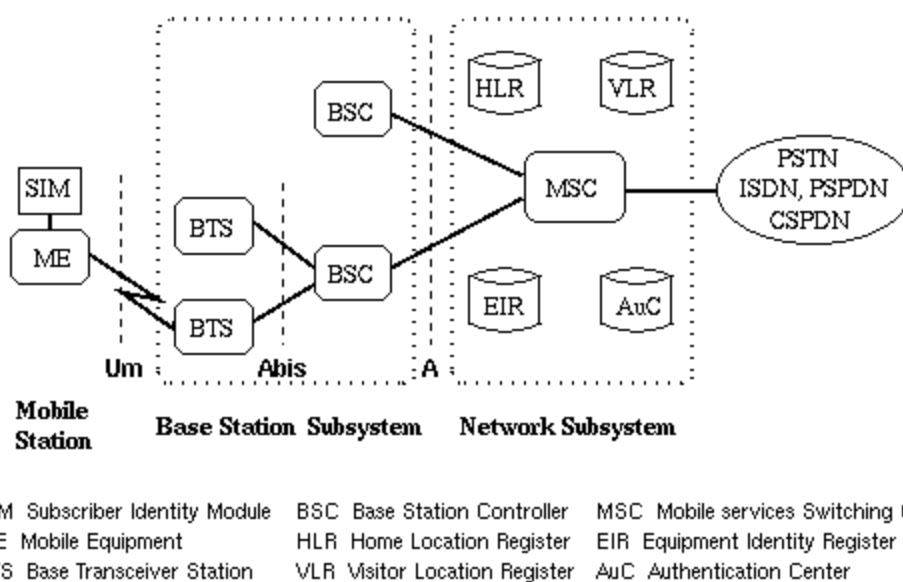 HLR
VLR
BSC
PSTN
ISDN, PSPDN
CSPDN
SIM
MSC
BTS
ME
BSC
EIR
AuC
BTS
Um
Abis
A
Mobile
Station
Base Station Subsystem
Network Subsystem
M Subscriber Identity Module BSC Base Station Controller MSC Mobile services Switching
E Mobile Equipment HLR Home Location Register EIR Equipment Identity Register
TS Base Transceiver Station VLR Visitor Location Register AuC Authentication Center